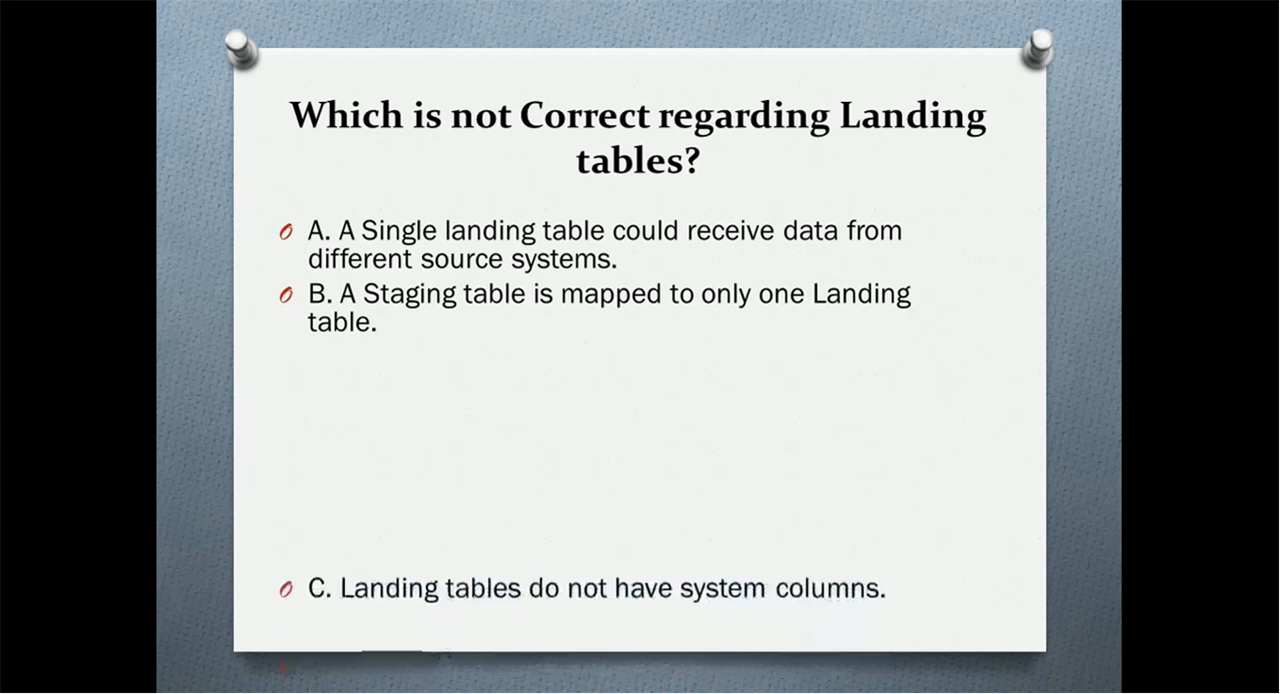 Which is not Correct regarding Landing
tables?
A. A Single landing table could receive data from
different source systems.
B. A Staging table is mapped to only one Landing
table.
C. Landing tables do not have system columns.